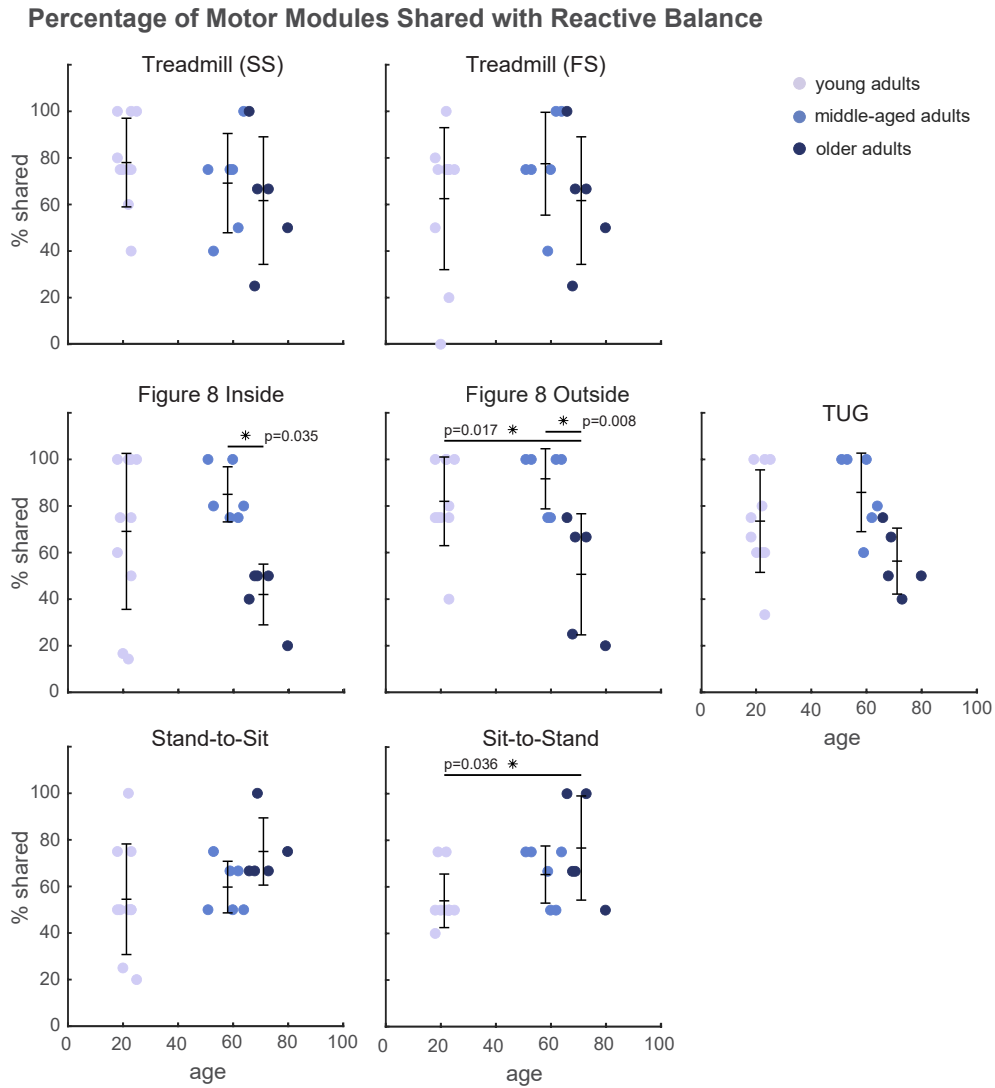 Percentage of Motor Modules Shared with Reactive Balance
Treadmill (SS)
Treadmill (FS)
young adults
middle-aged adults
older adults
% shared
100
80
60
40
20
0
Figure 8 Inside
Figure 8 Outside
TUG
p=0.035
p=0.017 *
* p=0.008
*
% shared
100
80
60
40
20
0
0 20 40 60 80 100
age
Stand-to-Sit
Sit-to-Stand
p=0.036 *
% shared
100
80
60
40
20
0
0 20 40 60 80 100
0 20 40 60 80 100
age
age